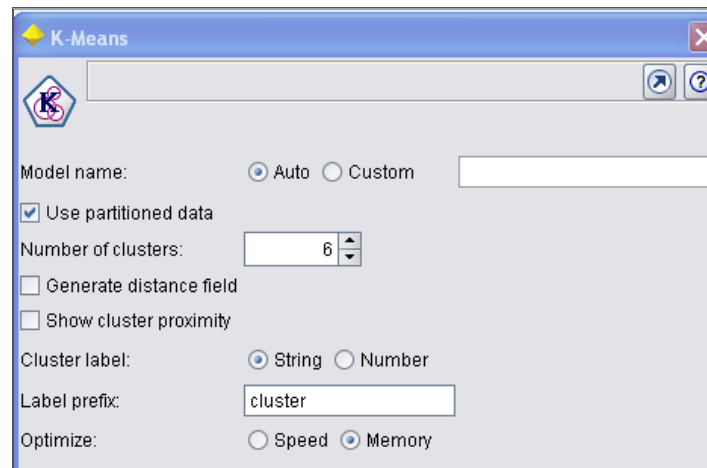 K-Means
K
Model name: Auto Custom
Use partitioned data
Number of clusters: 6
Generate distance field
Show cluster proximity
Cluster label: String Number
Label prefix: cluster
Optimize: Speed Memory